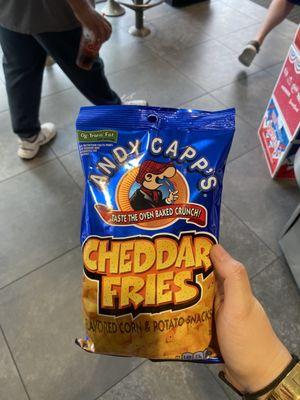 0g Trans Fat
ANDY CAPP'S
TASTE THE OVEN BAKED CRUNCH!
CHEDDAR
FRIES
FLAVORED CORN & POTATO SNACKS